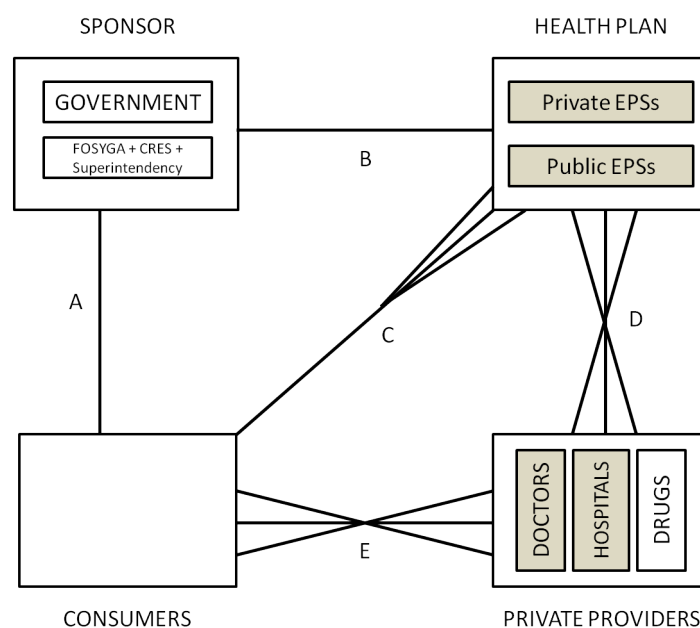 SPONSOR
HEALTH PLAN
GOVERNMENT
FOSYGA + CRES +
Superintendency
Private EPSs
Public EPSs
B
A
C
D
DOCTORS
HOSPITALS
DRUGS
E
CONSUMERS
PRIVATE PROVIDERS